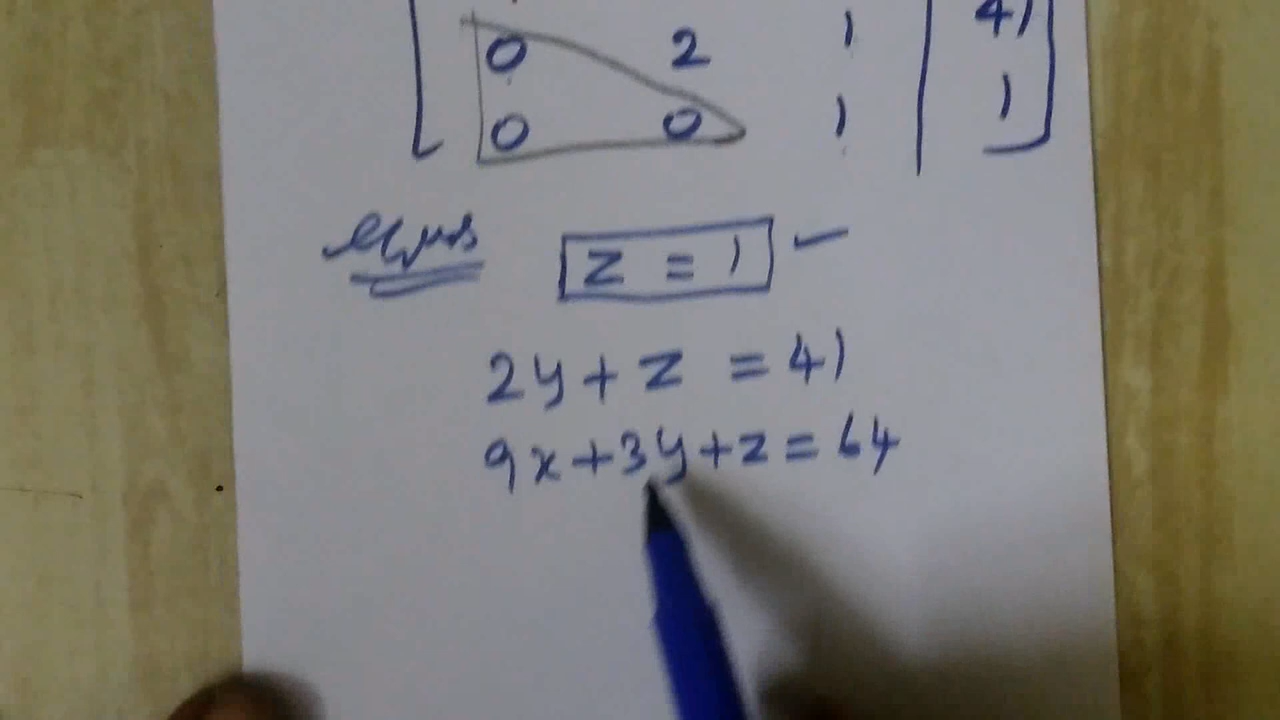 0 2 1 | 41
0 0 1 | 1
z = 1
2y + z = 41
9x + 3y + z = 64